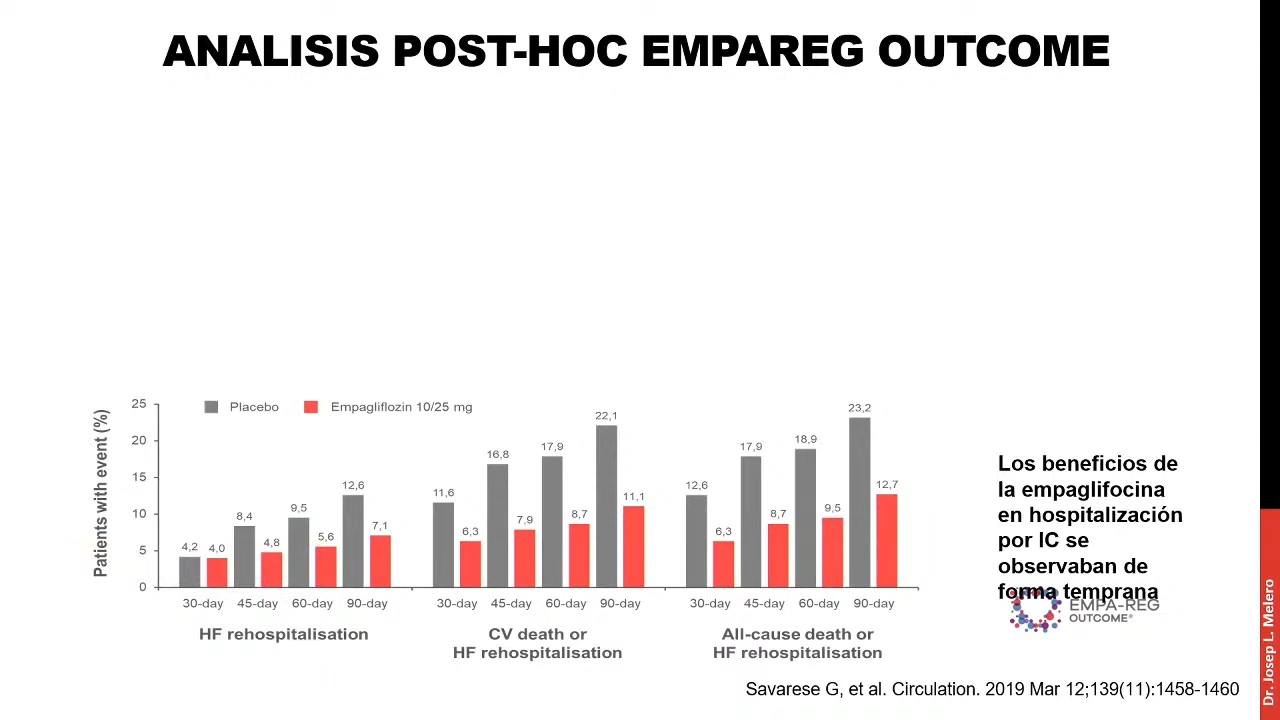 ANALISIS POST-HOC EMPAREG OUTCOME
Patients with event (%)
25
20
15
10
5
0
Placebo
Empagliflozin 10/25 mg
4,2 4,0 8,4 4,8 9,5 5,6 12,6 7,1
11,6 6,3 16,8 7,9 17,9 8,7 22,1 11,1
12,6 6,3 17,9 8,7 18,9 9,5 23,2 12,7
30-day 45-day 60-day 90-day
30-day 45-day 60-day 90-day
30-day 45-day 60-day 90-day
HF rehospitalisation
CV death or
HF rehospitalisation
All-cause death or
HF rehospitalisation
Los beneficios de
la empaglifocina
en hospitalización
por IC se
observaban de
forma temprana
EMPA-REG
OUTCOME®
Savarese G, et al. Circulation. 2019 Mar 12;139(11):1458-1460
Dr. Josep L. Melero